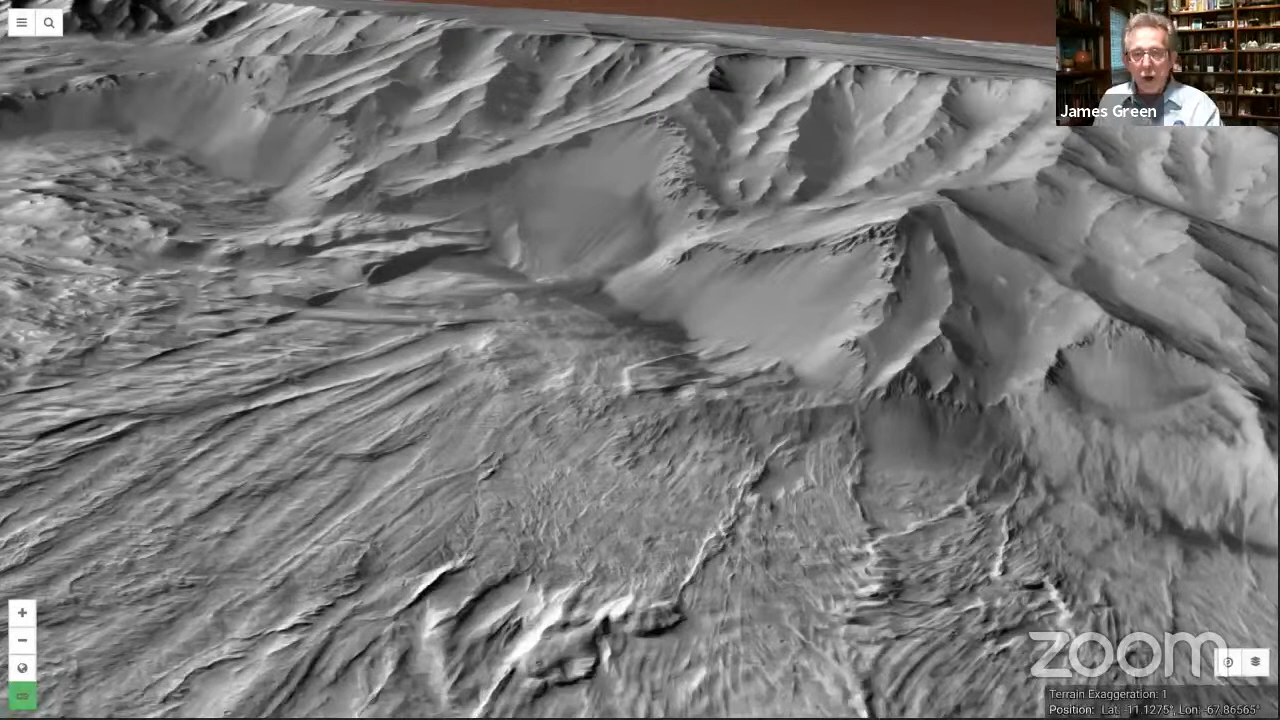 James Green
zoom
Terrain Exaggeration: 1
Position: Lat. -11.1275°, Lon: -67.86565°